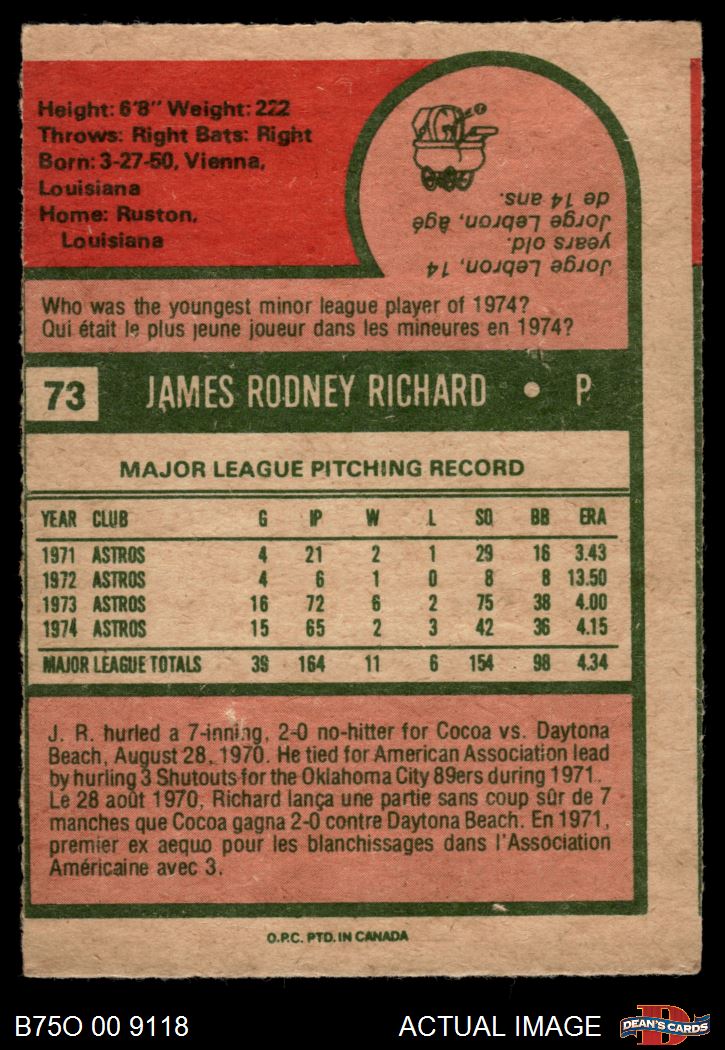 Height: 6'8" Weight: 222
Throws: Right Bats: Right
Born: 3-27-50, Vienna,
Louisiana
Home: Ruston,
Louisiana
Jorge Lebron, 14
years old.
Jorge Lebron, âgé
de 14 ans.
Who was the youngest minor league player of 1974?
Qui était le plus jeune joueur dans les mineures en 1974?
73 JAMES RODNEY RICHARD • P.
MAJOR LEAGUE PITCHING RECORD
YEAR CLUB G IP W L SO BB ERA
1971 ASTROS 4 21 2 1 29 16 3.43
1972 ASTROS 4 6 1 0 8 8 13.50
1973 ASTROS 16 72 6 2 75 38 4.00
1974 ASTROS 15 65 2 3 42 36 4.15
MAJOR LEAGUE TOTALS 39 164 11 6 154 98 4.34
J. R. hurled a 7-inning, 2-0 no-hitter for Cocoa vs. Daytona
Beach, August 28, 1970. He tied for American Association lead
by hurling 3 Shutouts for the Oklahoma City 89ers during 1971.
Le 28 août 1970, Richard lança une partie sans coup sûr de 7
manches que Cocoa gagna 2-0 contre Daytona Beach. En 1971,
premier ex aequo pour les blanchissages dans l'Association
Américaine avec 3.
O.P.C. PTD. IN CANADA
B75O 00 9118 ACTUAL IMAGE DEAN'S CARDS